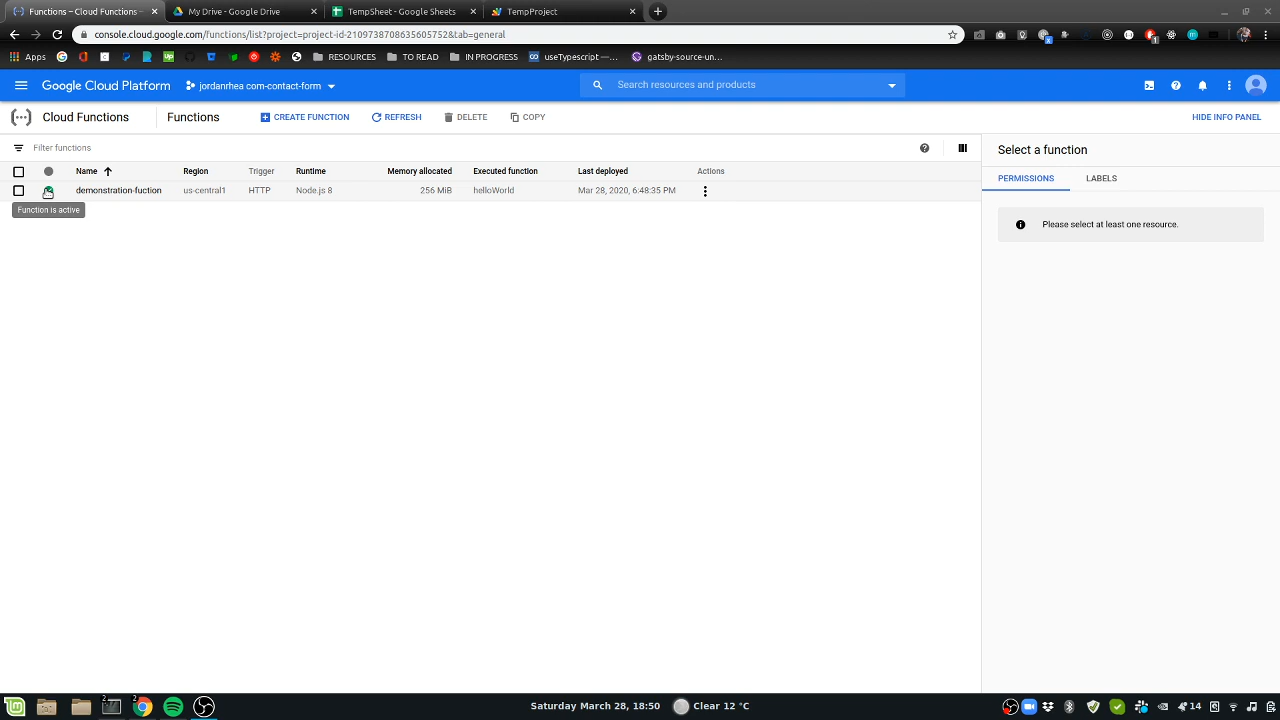 Functions – Cloud Functions –
My Drive - Google Drive
TempSheet - Google Sheets
TempProject
console.cloud.google.com/functions/list?project=project-id-2109738708635605752&tab=general
Apps
RESOURCES
TO READ
IN PROGRESS
useTypescript —...
gatsby-source-un...
Google Cloud Platform
jordanrhea com-contact-form
Search resources and products
Cloud Functions
Functions
CREATE FUNCTION
REFRESH
DELETE
COPY
HIDE INFO PANEL
Filter functions
Select a function
Name Region Trigger Runtime Memory allocated Executed function Last deployed Actions
demonstration-fuction us-central1 HTTP Node.js 8 256 MiB helloWorld Mar 28, 2020, 6:48:35 PM
Function is active
PERMISSIONS
LABELS
Please select at least one resource.
2
2
Saturday March 28, 18:50
Clear 12 °C
14